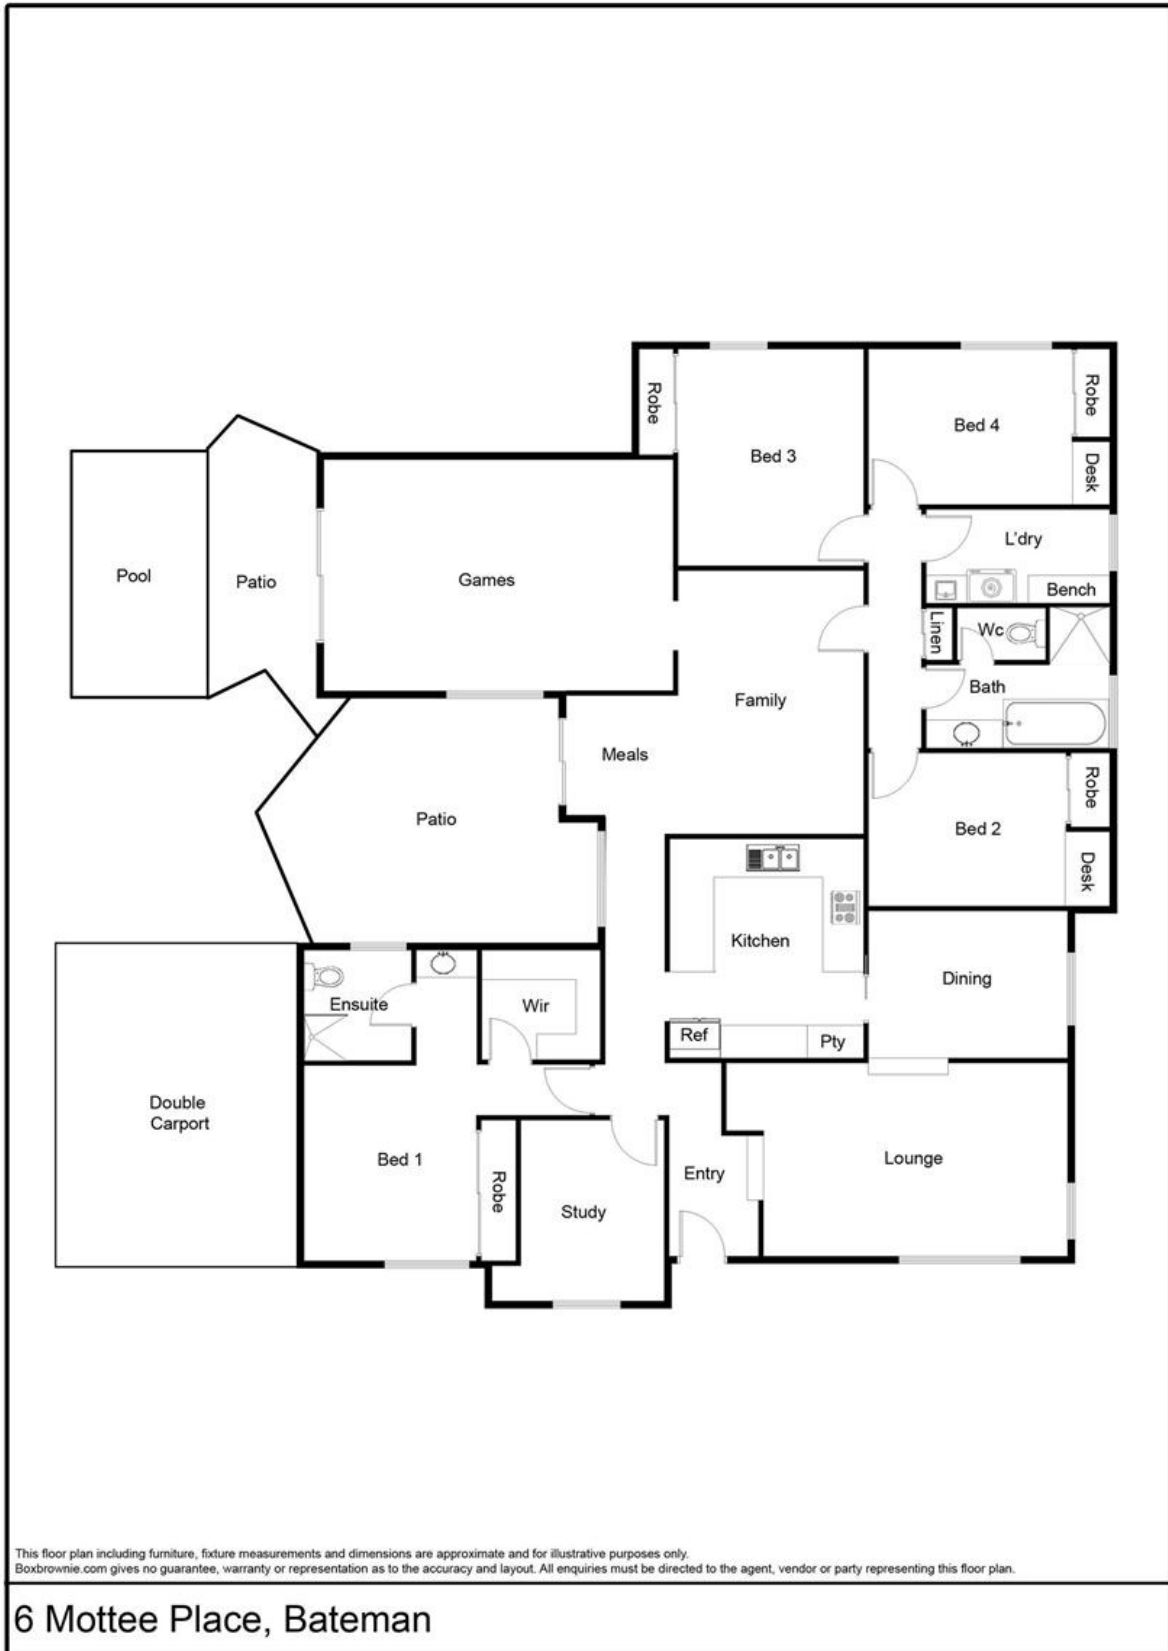 Robe
Robe
Bed 4
Bed 3
Desk
L'dry
Pool
Patio
Games
Bench
Linen
Wc
Bath
Family
Meals
Robe
Patio
Bed 2
Desk
Kitchen
Dining
Ensuite
Wir
Ref
Pty
Double
Carport
Bed 1
Lounge
Entry
Robe
Study
This floor plan including furniture, fixture measurements and dimensions are approximate and for illustrative purposes only.
Boxbrownie.com gives no guarantee, warranty or representation as to the accuracy and layout. All enquiries must be directed to the agent, vendor or party representing this floor plan.
6 Mottee Place, Bateman